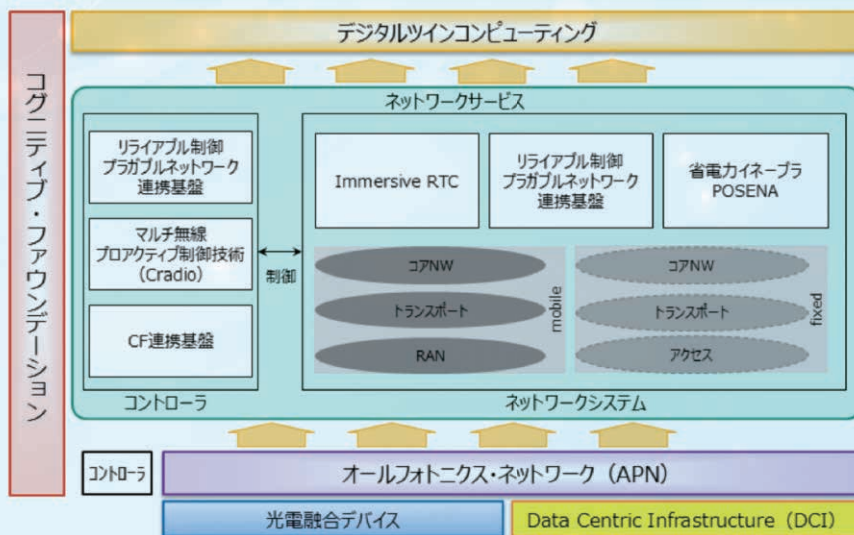 デジタルツインコンピューティング
コグニティブ・ファウンデーション
ネットワークサービス
リライアブル制御
プラガブルネットワーク
連携基盤
マルチ無線
プロアクティブ制御技術
（Cradio）
CF連携基盤
コントローラ
制御
Immersive RTC
リライアブル制御
プラガブルネットワーク
連携基盤
省電力イネーブラ
POSENA
コアNW
トランスポート
RAN
mobile
コアNW
トランスポート
アクセス
fixed
ネットワークシステム
コントローラ
オールフォトニクス・ネットワーク（APN）
光電融合デバイス
Data Centric Infrastructure（DCI）